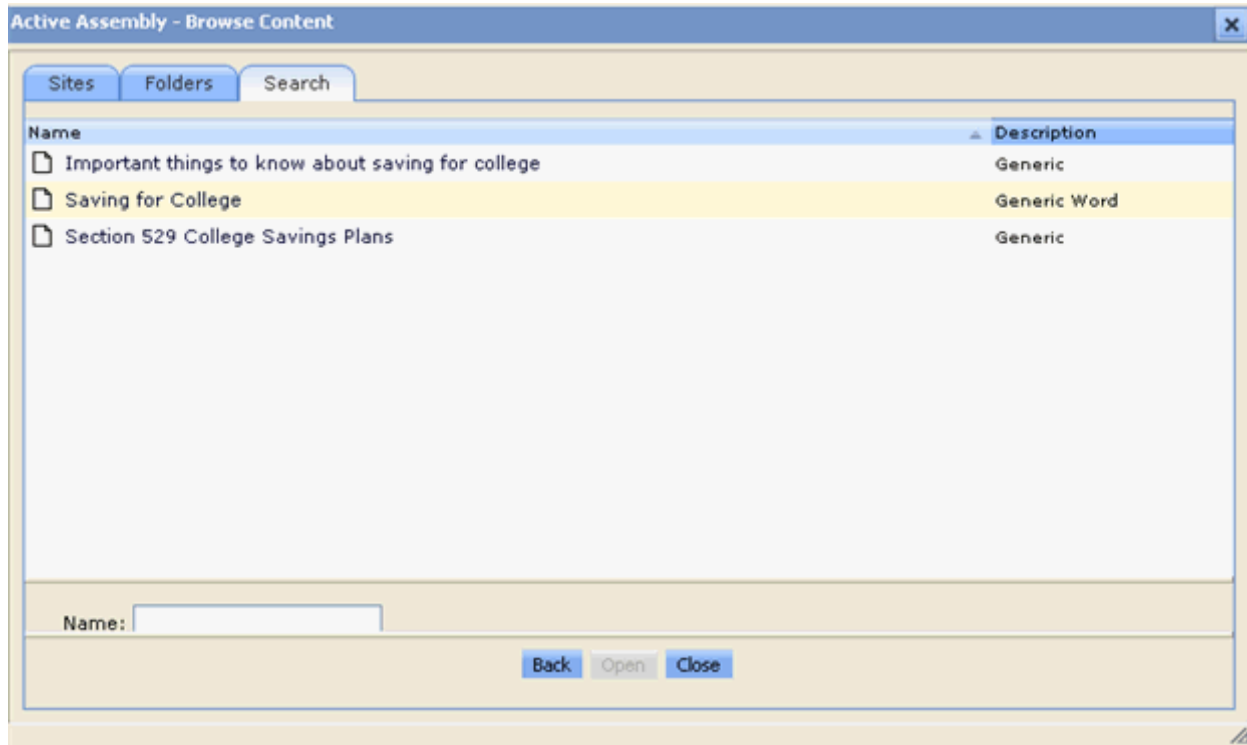 Active Assembly - Browse Content
Sites Folders Search
Name Description
Important things to know about saving for college Generic
Saving for College Generic Word
Section 529 College Savings Plans Generic
Name:
Back Open Close